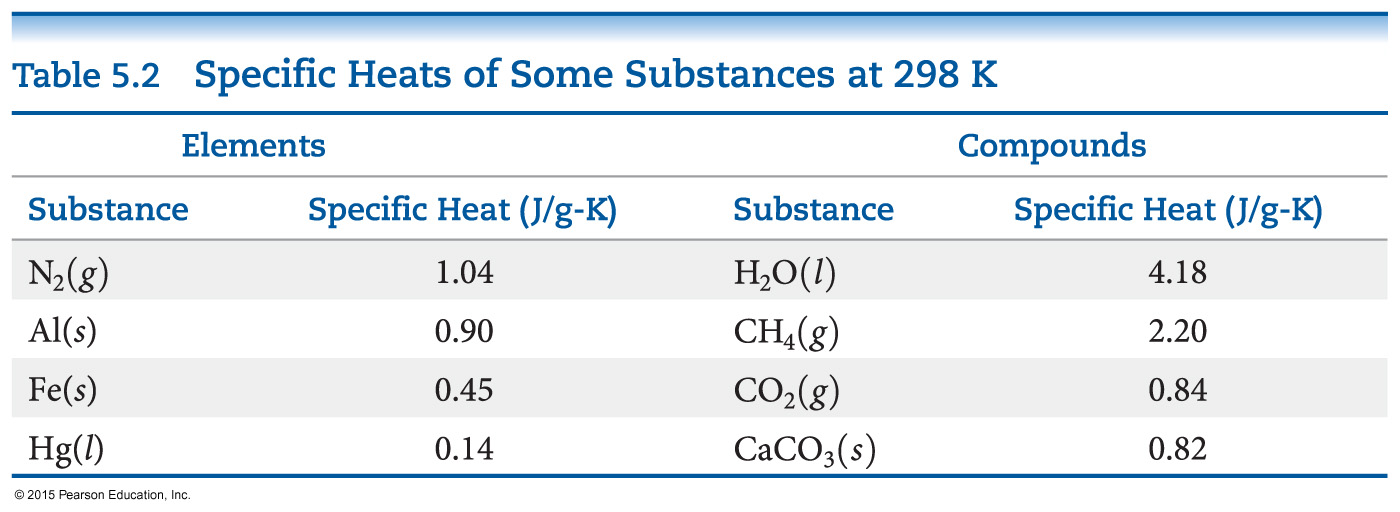 Table 5.2 Specific Heats of Some Substances at 298 K
Elements Compounds
Substance Specific Heat (J/g-K) Substance Specific Heat (J/g-K)
N₂(g) 1.04 H₂O(l) 4.18
Al(s) 0.90 CH₄(g) 2.20
Fe(s) 0.45 CO₂(g) 0.84
Hg(l) 0.14 CaCO₃(s) 0.82
© 2015 Pearson Education, Inc.